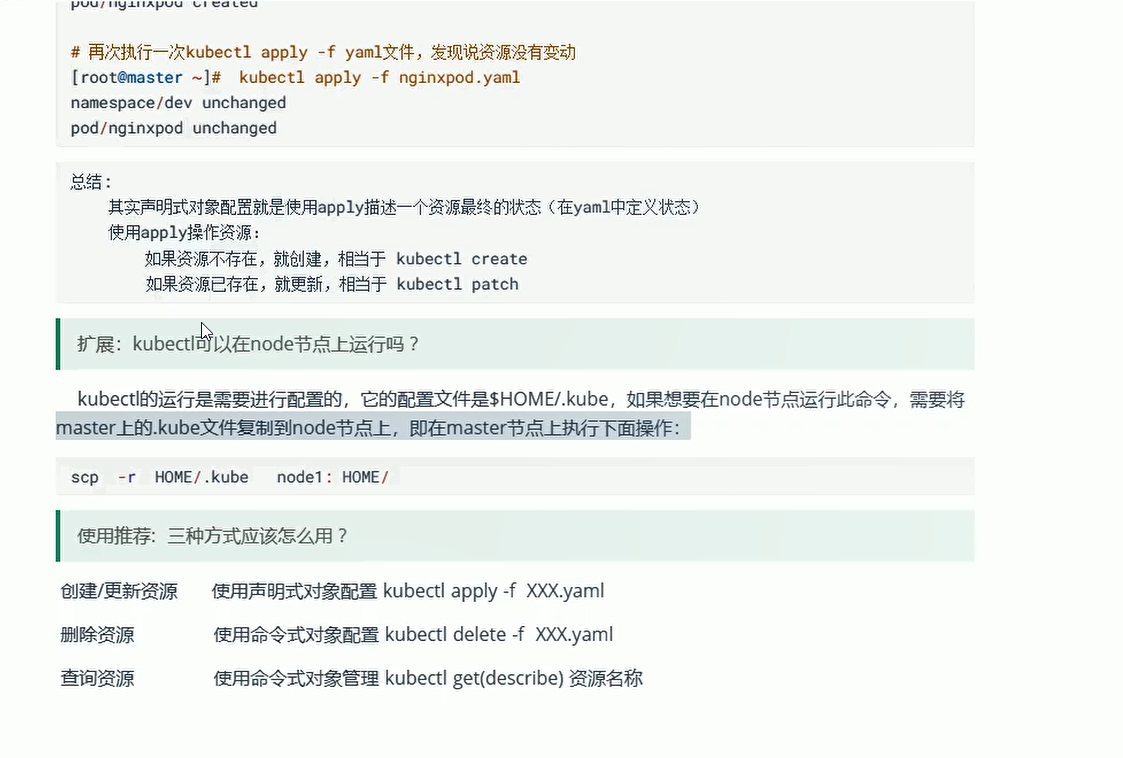 pod/nginxpod created
# 再次执行一次kubectl apply -f yaml文件，发现说资源没有变动
[root@master ~]#  kubectl apply -f nginxpod.yaml
namespace/dev unchanged
pod/nginxpod unchanged
总结：
其实声明式对象配置就是使用apply描述一个资源最终的状态（在yaml中定义状态）
使用apply操作资源：
如果资源不存在，就创建，相当于 kubectl create
如果资源已存在，就更新，相当于 kubectl patch
扩展：kubectl可以在node节点上运行吗？
kubectl的运行是需要进行配置的，它的配置文件是$HOME/.kube，如果想要在node节点运行此命令，需要将
master上的.kube文件复制到node节点上，即在master节点上执行下面操作：
scp  -r  HOME/.kube   node1: HOME/
使用推荐：三种方式应该怎么用？
创建/更新资源 使用声明式对象配置 kubectl apply -f  XXX.yaml
删除资源 使用命令式对象配置 kubectl delete -f  XXX.yaml
查询资源 使用命令式对象管理 kubectl get(describe) 资源名称